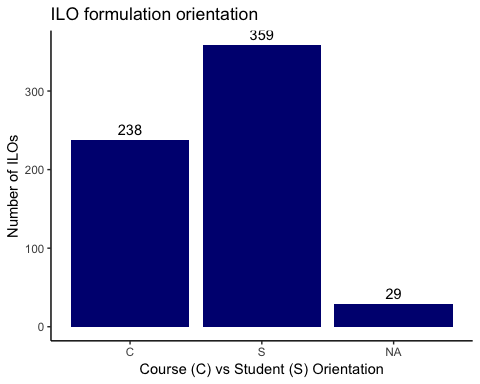 ILO formulation orientation
359
238
29
300
200
100
0
Number of ILOs
C S NA
Course (C) vs Student (S) Orientation